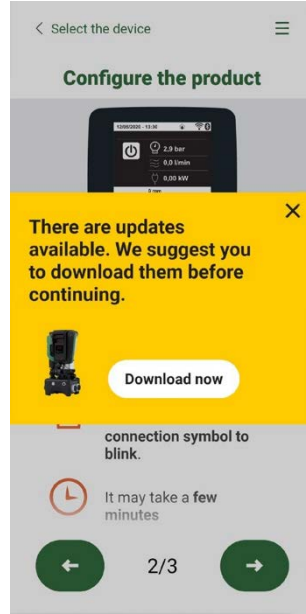 Select the device
Configure the product
12/05/2025 - 15:30
2,9 bar
0,0 l/min
0,00 kW
There are updates
available. We suggest you
to download them before
continuing.
Download now
connection symbol to
blink.
It may take a few
minutes
2/3